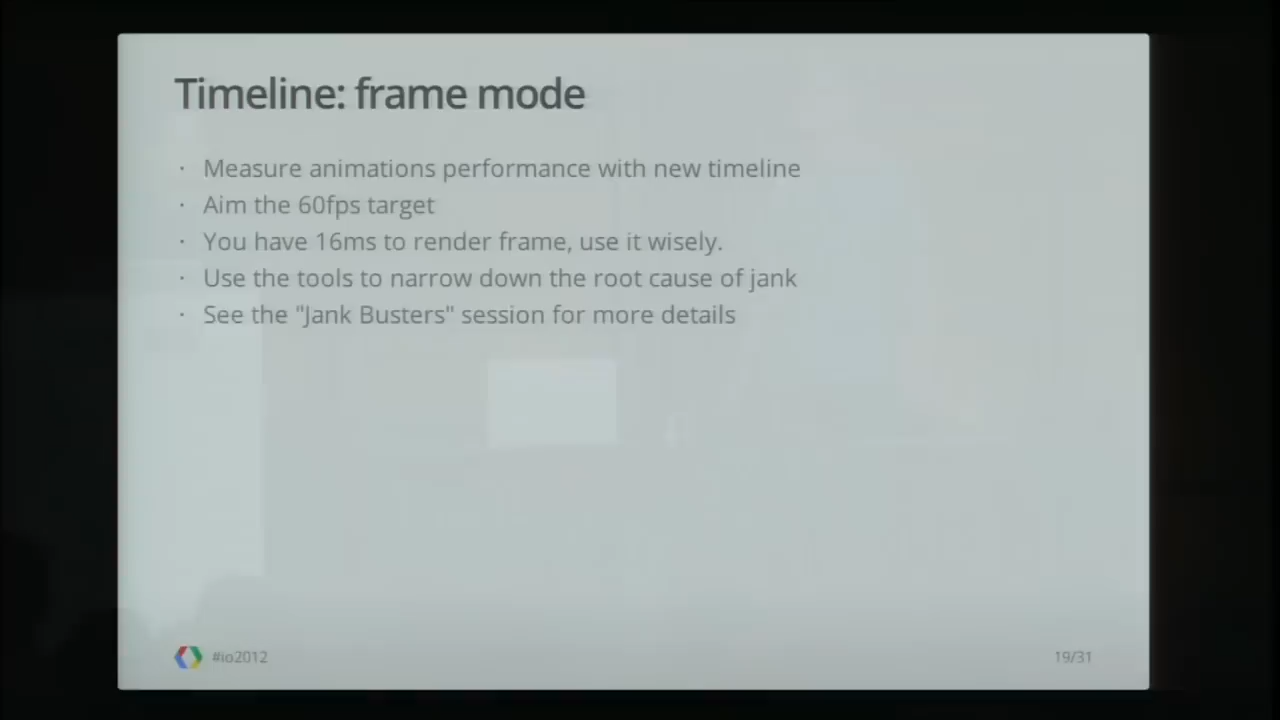 Timeline: frame mode
· Measure animations performance with new timeline
· Aim the 60fps target
· You have 16ms to render frame, use it wisely.
· Use the tools to narrow down the root cause of jank
· See the "Jank Busters" session for more details
#io2012
19/31